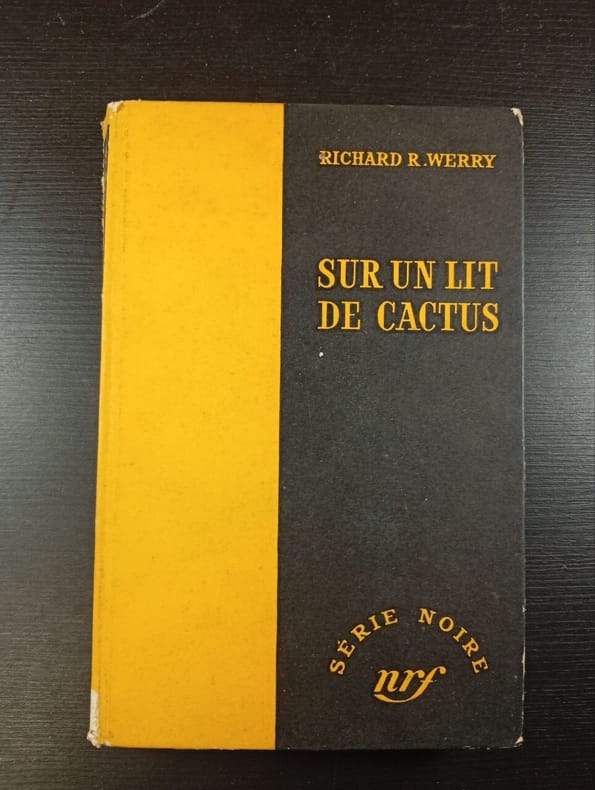 RICHARD R. WERRY
SUR UN LIT
DE CACTUS
SÉRIE NOIRE
nrf